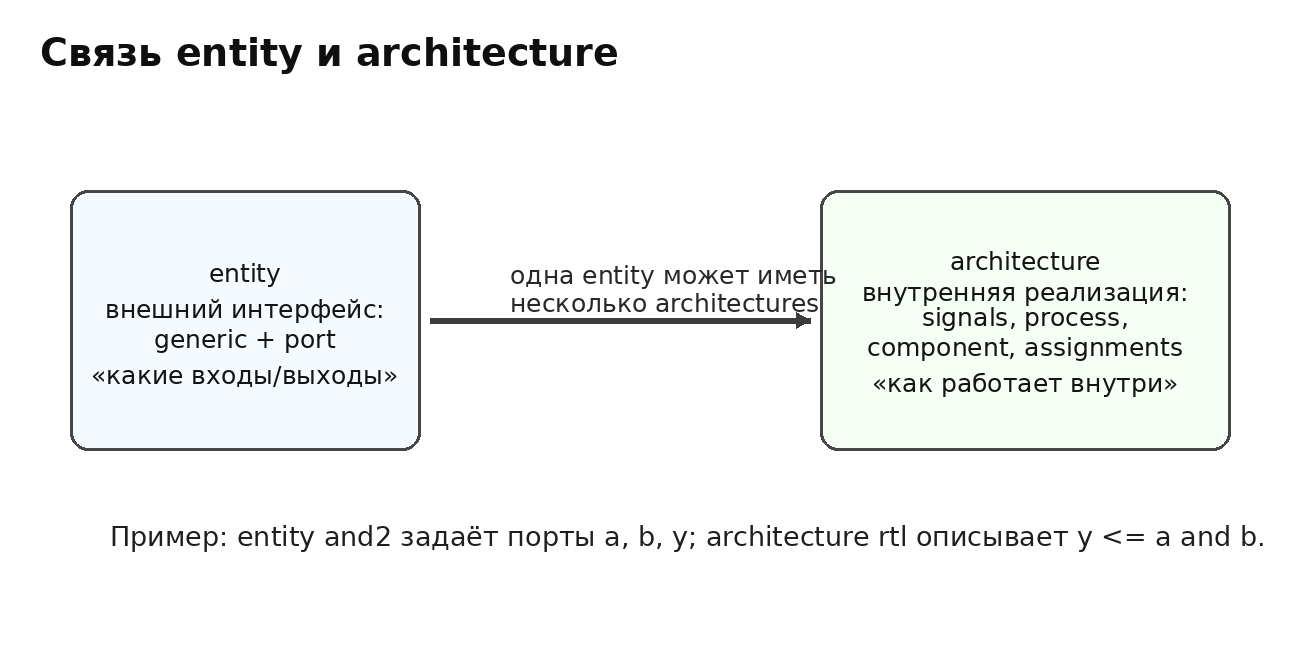 Связь entity и architecture
entity
внешний интерфейс:
generic + port
«какие входы/выходы»
одна entity может иметь
несколько architectures
architecture
внутренняя реализация:
signals, process,
component, assignments
«как работает внутри»
Пример: entity and2 задаёт порты a, b, y; architecture rtl описывает y <= a and b.